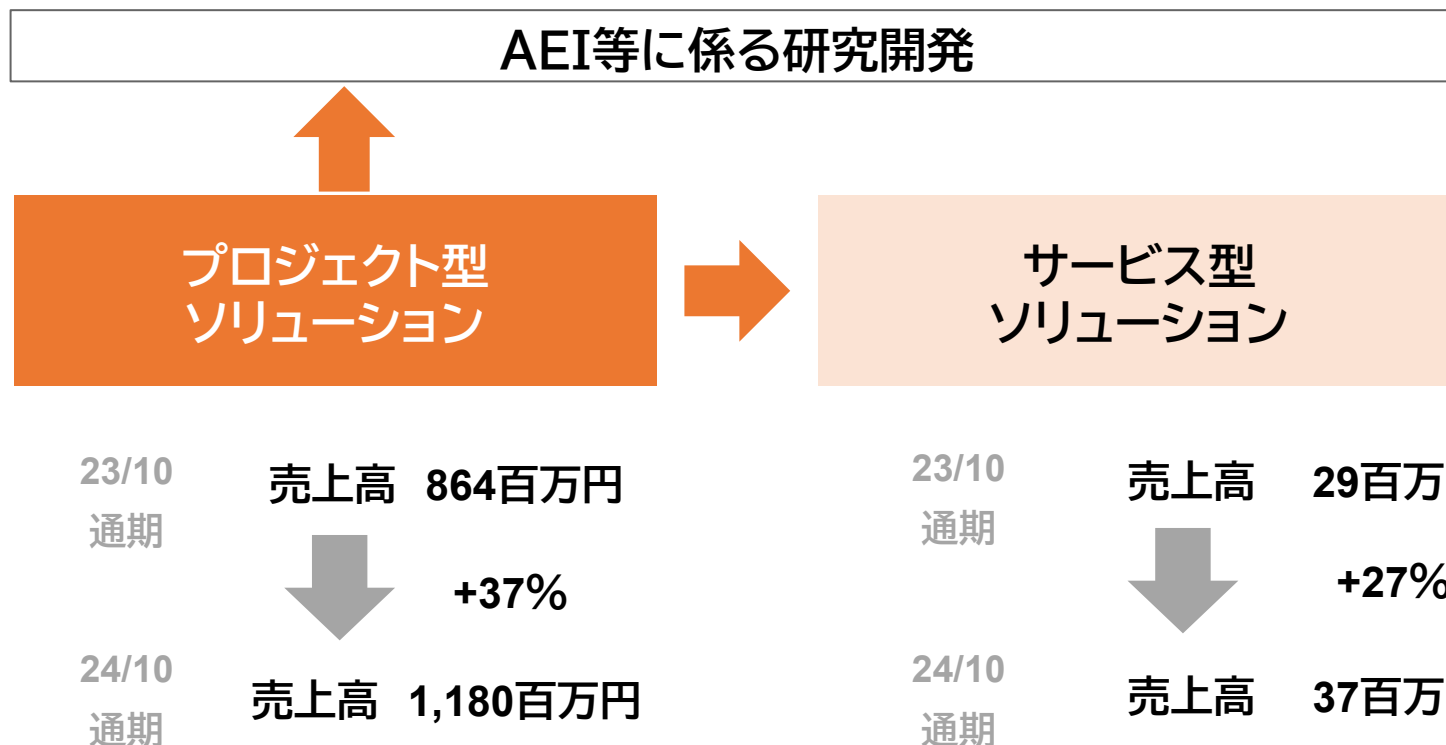 AEI等に係る研究開発
プロジェクト型
ソリューション
サービス型
ソリューション
23/10
通期
売上高 864百万円
+37%
24/10
通期
売上高 1,180百万円
23/10
通期
売上高 29百万
+27%
24/10
通期
売上高 37百万